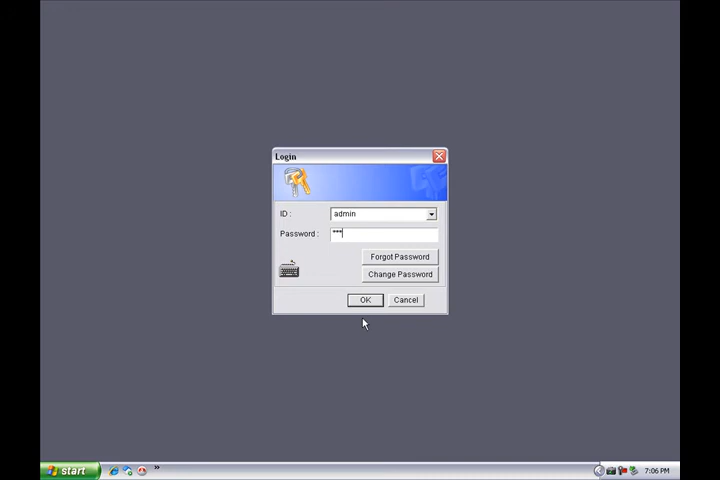 Login
ID :
admin
Password :
***
Forgot Password
Change Password
OK
Cancel
start
»
7:06 PM